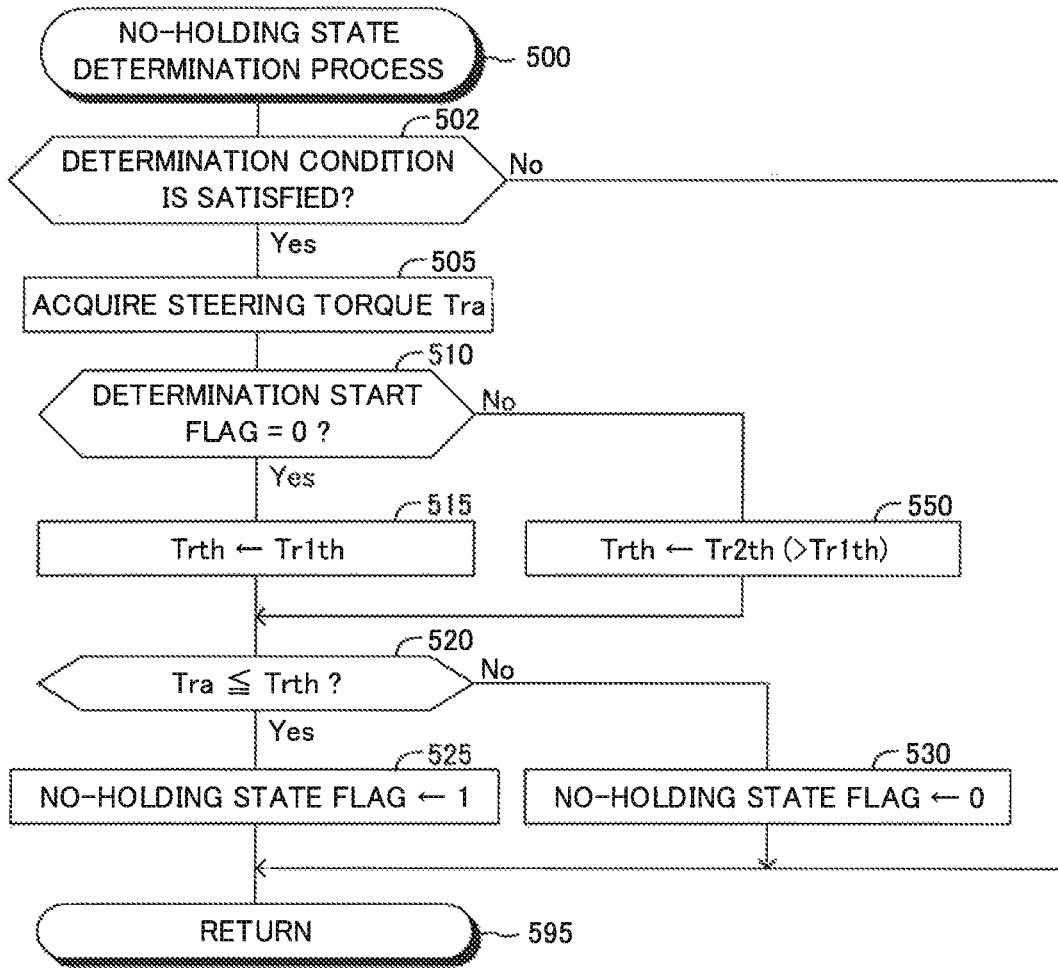 NO-HOLDING STATE
DETERMINATION PROCESS
500
502
DETERMINATION CONDITION
IS SATISFIED?
No
Yes
505
ACQUIRE STEERING TORQUE Tra
510
DETERMINATION START
FLAG = 0 ?
No
Yes
515
Trth ← Tr1th
550
Trth ← Tr2th (>Tr1th)
520
Tra ≦ Trth ?
No
Yes
525
NO-HOLDING STATE FLAG ← 1
530
NO-HOLDING STATE FLAG ← 0
RETURN
595